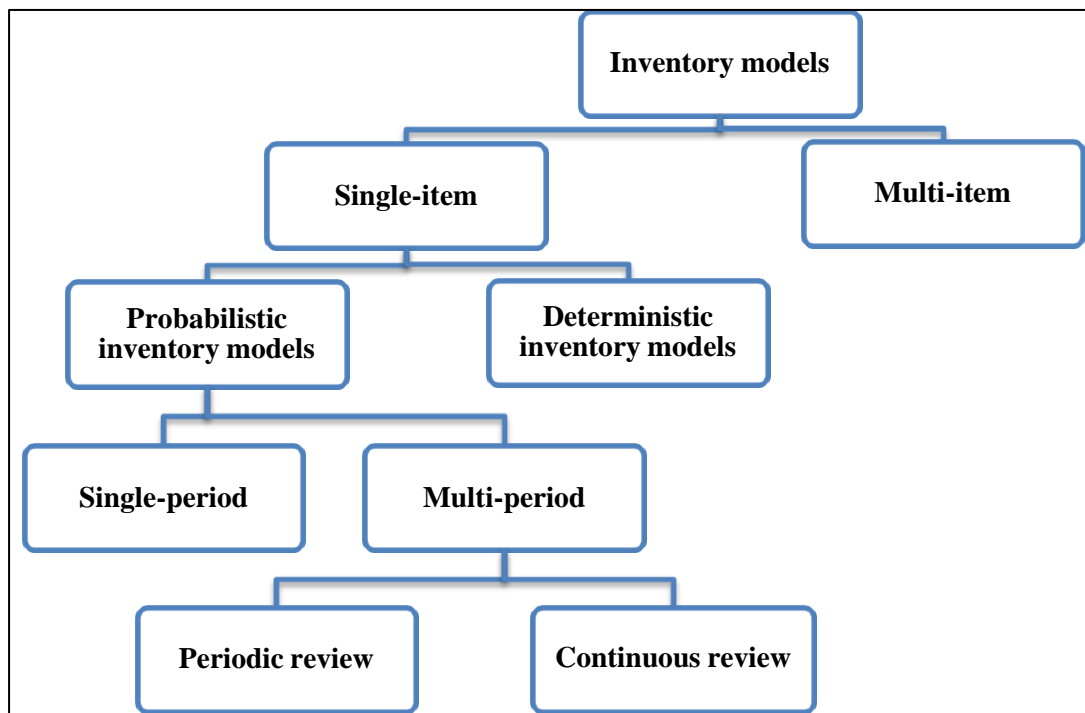 Inventory models
Single-item
Multi-item
Probabilistic
inventory models
Deterministic
inventory models
Single-period
Multi-period
Periodic review
Continuous review